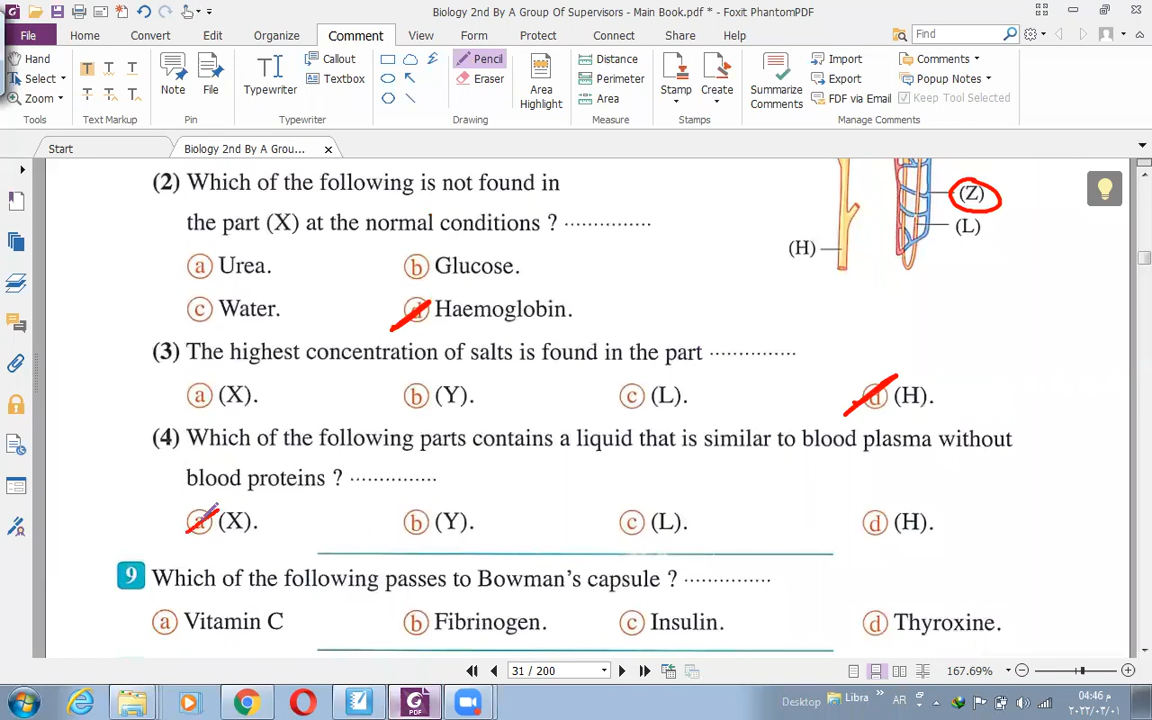 Biology 2nd By A Group Of Supervisors - Main Book.pdf * - Foxit PhantomPDF
File Home Convert Edit Organize Comment View Form Protect Connect Share Help Find
Hand Callout Pencil Distance Import Comments
Select Note File Typewriter Textbox Eraser Area Highlight Perimeter Stamp Create Summarize Comments Export Popup Notes
Zoom Area FDF via Email Keep Tool Selected
Tools Text Markup Pin Typewriter Drawing Measure Stamps Manage Comments
Start Biology 2nd By A Grou...
(2) Which of the following is not found in
the part (X) at the normal conditions ? ...............
(Z)
(L)
(H)
a Urea. b Glucose.
c Water. d Haemoglobin.
(3) The highest concentration of salts is found in the part ...............
a (X). b (Y). c (L). d (H).
(4) Which of the following parts contains a liquid that is similar to blood plasma without
blood proteins ? ...............
a (X). b (Y). c (L). d (H).
9 Which of the following passes to Bowman's capsule ? ...............
a Vitamin C b Fibrinogen. c Insulin. d Thyroxine.
31 / 200 167.69%
PDF Desktop Libra AR 04:46 م
٢٠٢٢/٠٣/٠١